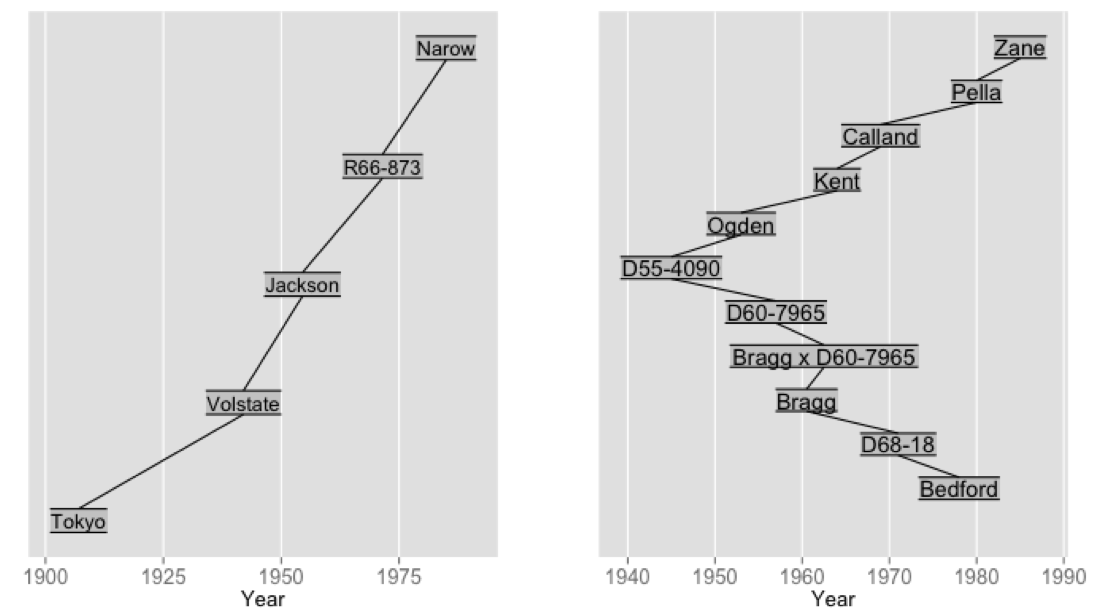 Narow
R66-873
Jackson
Volstate
Tokyo
1900 1925 1950 1975
Year
Zane
Pella
Calland
Kent
Ogden
D55-4090
D60-7965
Bragg x D60-7965
Bragg
D68-18
Bedford
1940 1950 1960 1970 1980 1990
Year